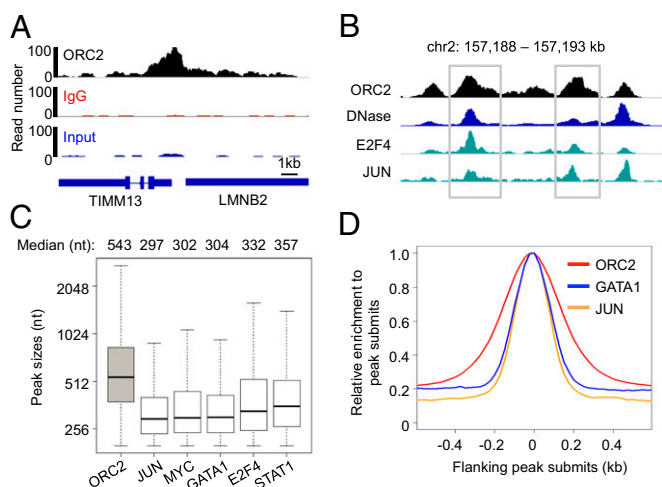 A
ORC2
100
0
IgG
100
0
Input
100
0
Read number
1kb
TIMM13
LMNB2
B
chr2: 157,188 – 157,193 kb
ORC2
DNase
E2F4
JUN
C
Median (nt): 543 297 302 304 332 357
Peak sizes (nt)
2048
1024
512
256
ORC2 JUN MYC GATA1 E2F4 STAT1
D
Relative enrichment to
peak submits
1.0
0.8
0.6
0.4
0.2
0
ORC2
GATA1
JUN
-0.4 -0.2 0 0.2 0.4
Flanking peak submits (kb)